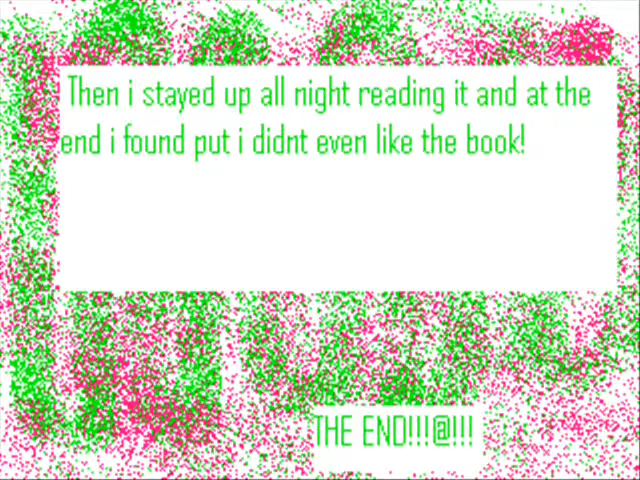 Then i stayed up all night reading it and at the
end i found put i didnt even like the book!
THE END!!!@!!!